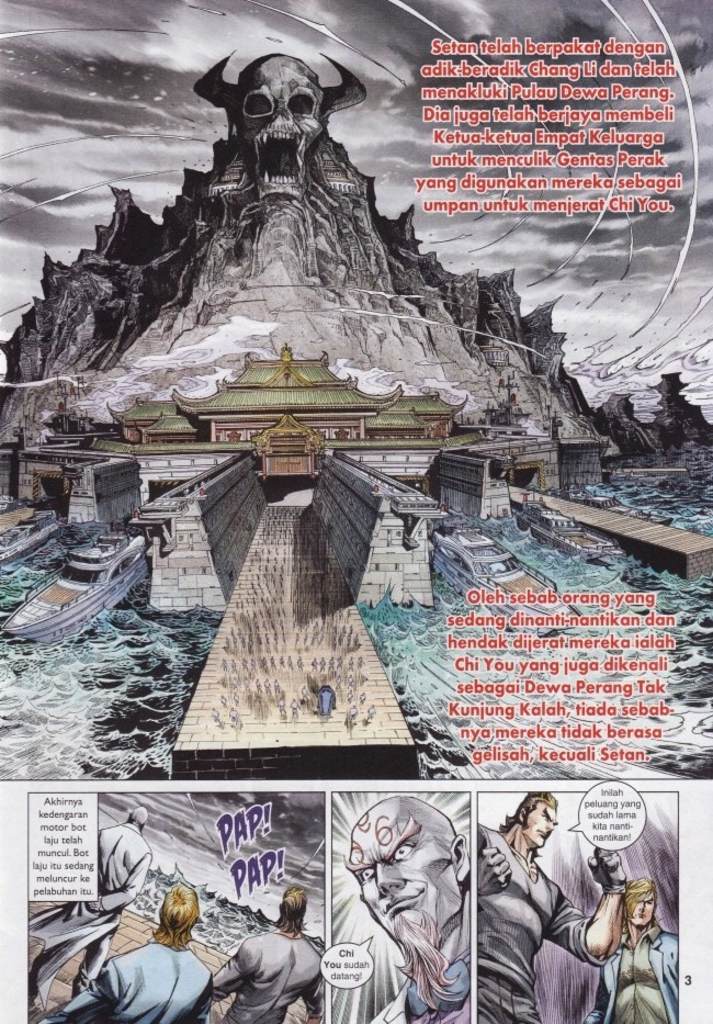 Setan telah berpakat dengan
adik-beradik Chang Li dan telah
menakluki Pulau Dewa Perang.
Dia juga telah berjaya membeli
Ketua-ketua Empat Keluarga
untuk menculik Gentas Perak
yang digunakan mereka sebagai
umpan untuk menjerat Chi You.
Oleh sebab orang yang
sedang dinanti-nantikan dan
hendak dijerat mereka ialah
Chi You yang juga dikenali
sebagai Dewa Perang Tak
Kunjung Kalah, tiada sebab-
nya mereka tidak berasa
gelisah, kecuali Setan.
Akhirnya
kedengaran
motor bot
laju telah
muncul. Bot
laju itu sedang
meluncur ke
pelabuhan itu.
PAP!
PAP!
Chi
You sudah
datang!
Inilah
peluang yang
sudah lama
kita nanti-
nantikan!
3